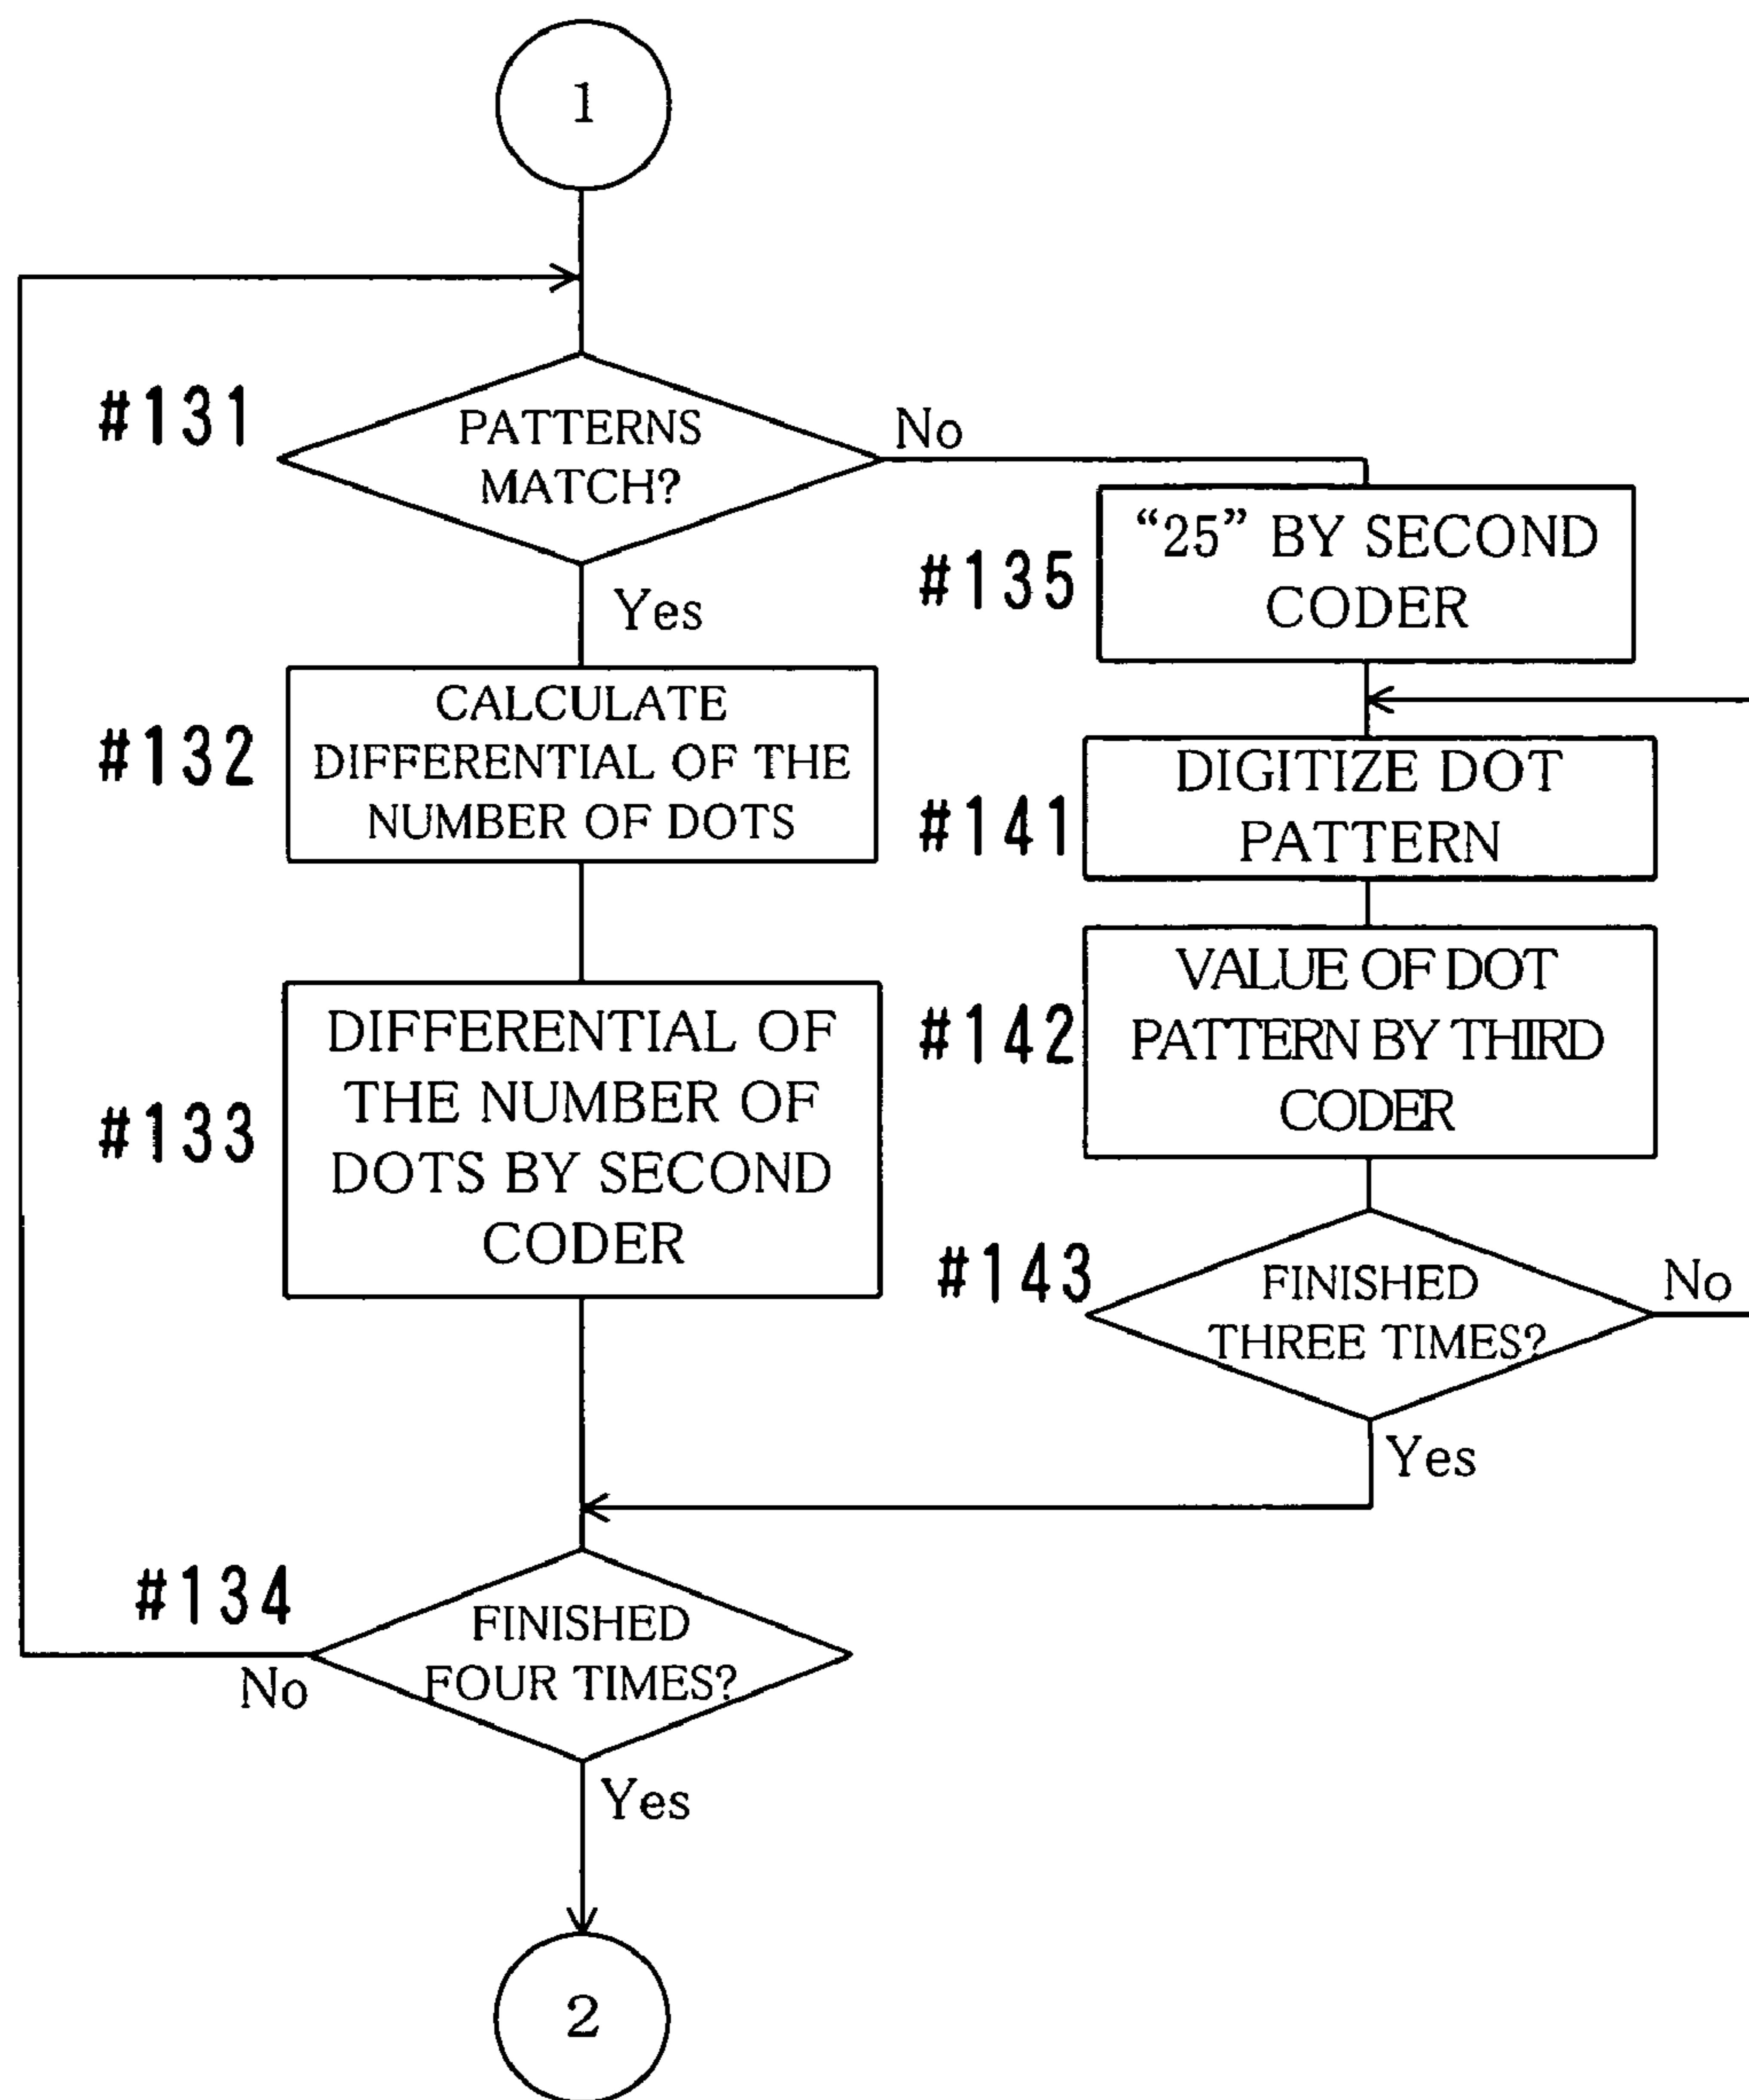 1
#131
PATTERNS
MATCH?
No
Yes
#135
“25” BY SECOND
CODER
#132
CALCULATE
DIFFERENTIAL OF THE
NUMBER OF DOTS
#141
DIGITIZE DOT
PATTERN
#133
DIFFERENTIAL OF
THE NUMBER OF
DOTS BY SECOND
CODER
#142
VALUE OF DOT
PATTERN BY THIRD
CODER
#143
FINISHED
THREE TIMES?
No
Yes
#134
FINISHED
FOUR TIMES?
No
Yes
2